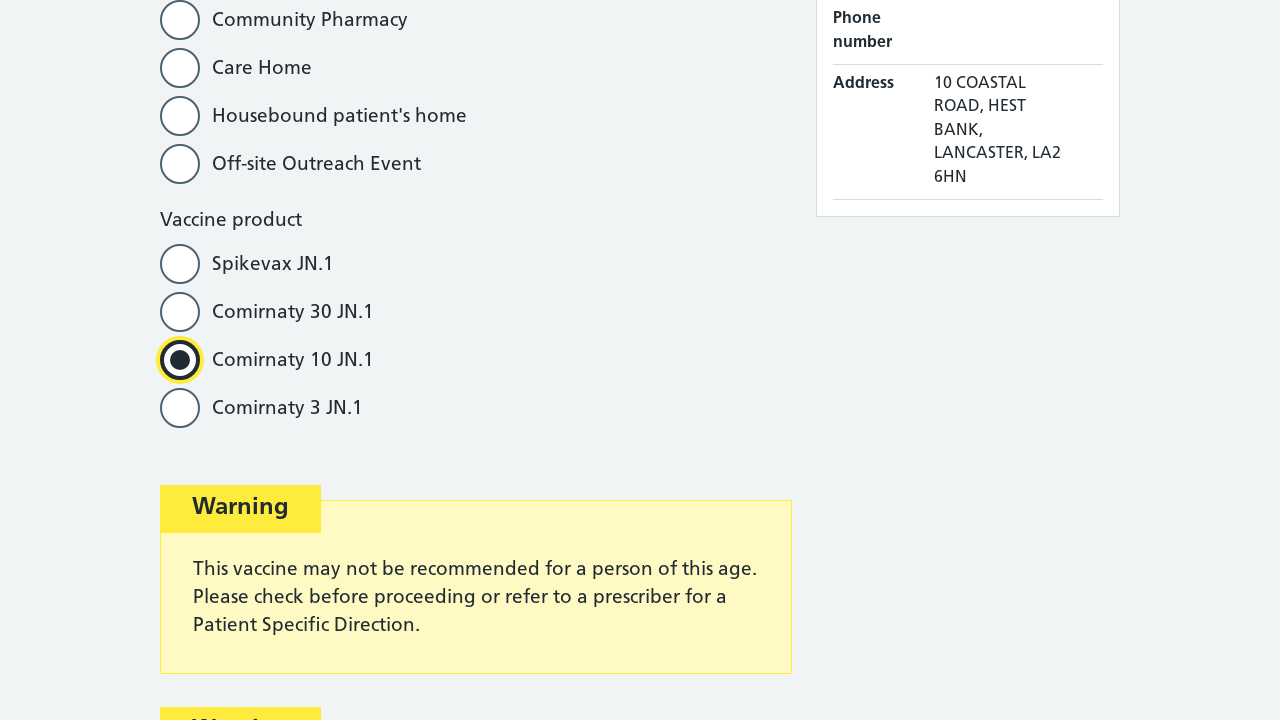 Community Pharmacy
Care Home
Housebound patient's home
Off-site Outreach Event
Vaccine product
Spikevax JN.1
Comirnaty 30 JN.1
Comirnaty 10 JN.1
Comirnaty 3 JN.1
Warning
This vaccine may not be recommended for a person of this age.
Please check before proceeding or refer to a prescriber for a
Patient Specific Direction.
Phone
number
Address
10 COASTAL
ROAD, HEST
BANK,
LANCASTER, LA2
6HN